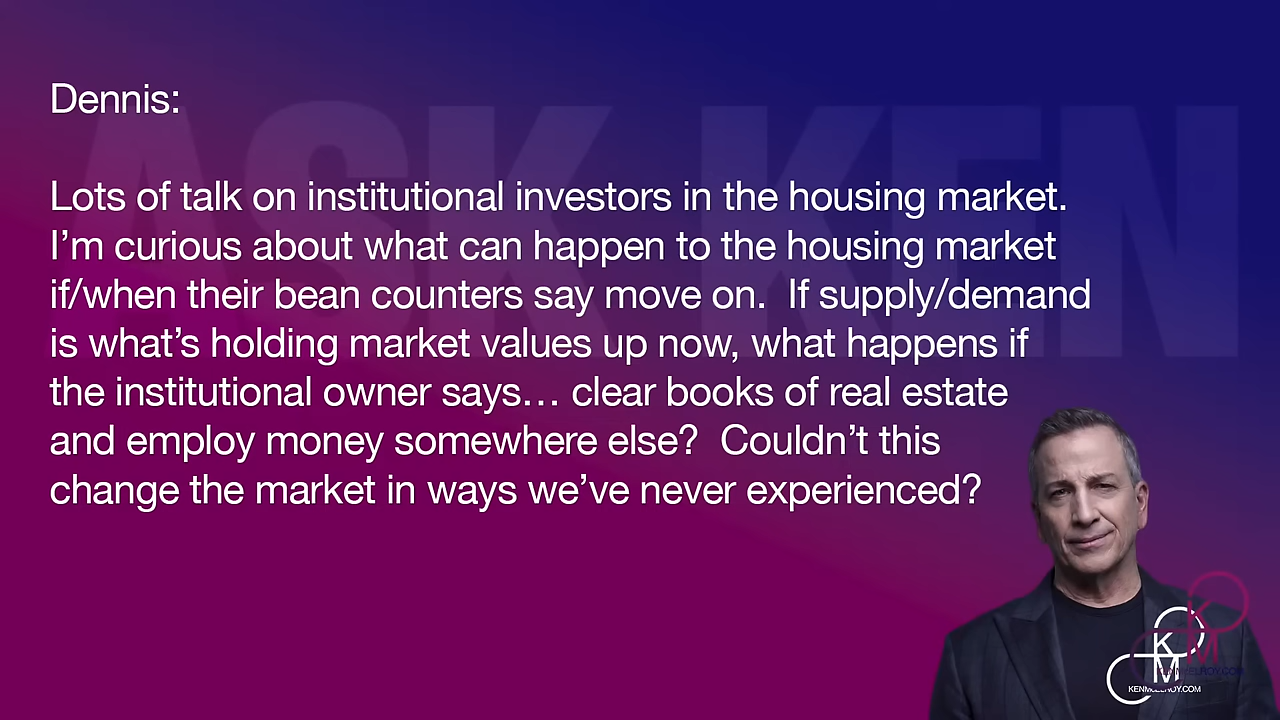 ASK KEN
Dennis:
Lots of talk on institutional investors in the housing market.
I’m curious about what can happen to the housing market
if/when their bean counters say move on.  If supply/demand
is what’s holding market values up now, what happens if
the institutional owner says… clear books of real estate
and employ money somewhere else?  Couldn’t this
change the market in ways we’ve never experienced?
K
M
KENMCELROY.COM
K
M
KENMCELROY.COM